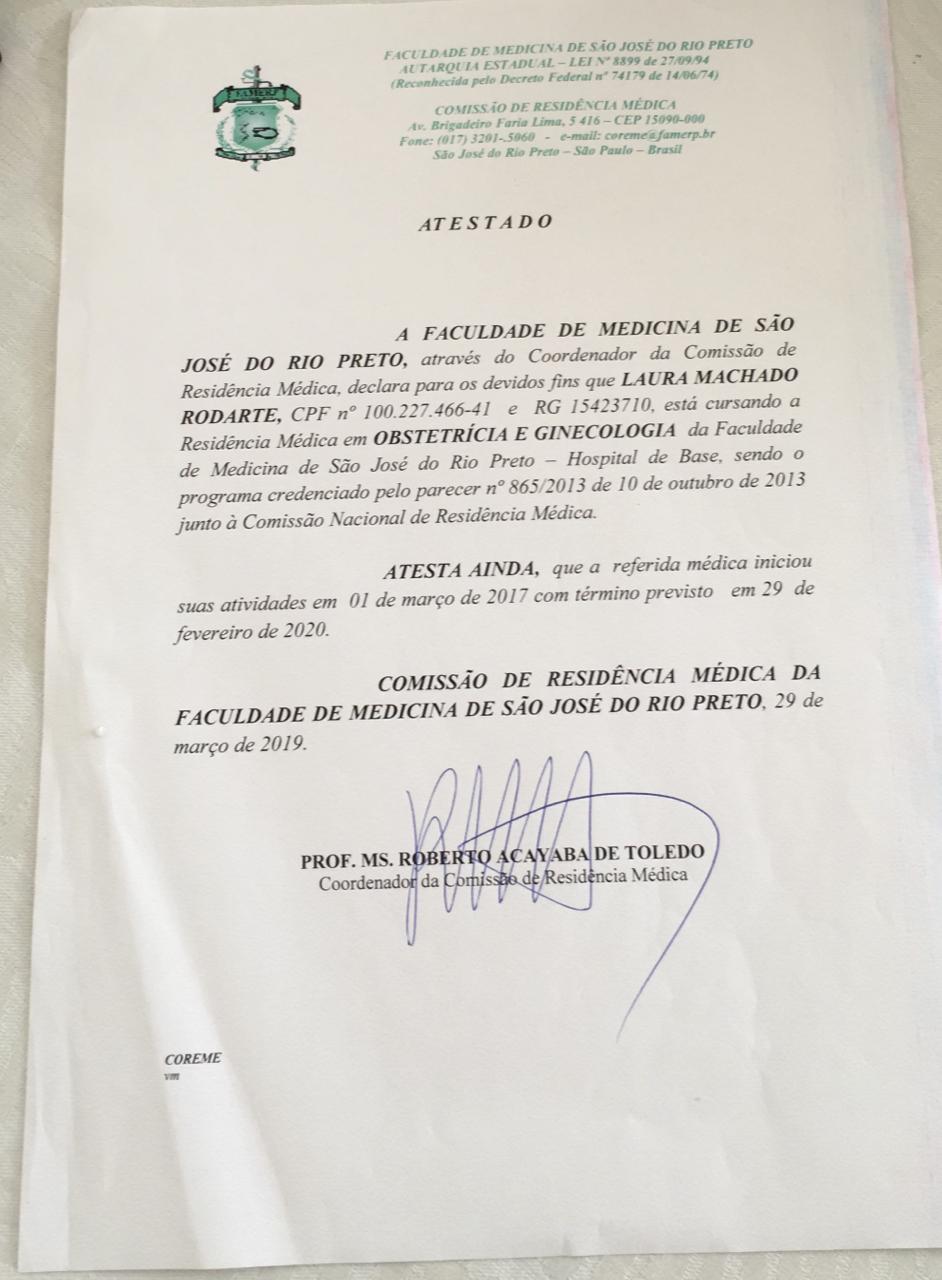 FACULDADE DE MEDICINA DE SÃO JOSÉ DO RIO PRETO
AUTARQUIA ESTADUAL – LEI Nº 8899 de 27/09/94
(Reconhecida pelo Decreto Federal nº 74179 de 14/06/74)
FAMERP
COMISSÃO DE RESIDÊNCIA MÉDICA
Av. Brigadeiro Faria Lima, 5 416 – CEP 15090-000
Fone: (017) 3201-.5060 - e-mail: coreme@famerp.br
São José do Rio Preto – São Paulo – Brasil
A T E S T A D O
A FACULDADE DE MEDICINA DE SÃO
JOSÉ DO RIO PRETO, através do Coordenador da Comissão de
Residência Médica, declara para os devidos fins que LAURA MACHADO
RODARTE, CPF nº 100.227.466-41 e RG 15423710, está cursando a
Residência Médica em OBSTETRÍCIA E GINECOLOGIA da Faculdade
de Medicina de São José do Rio Preto – Hospital de Base, sendo o
programa credenciado pelo parecer nº 865/2013 de 10 de outubro de 2013
junto à Comissão Nacional de Residência Médica.
ATESTA AINDA, que a referida médica iniciou
suas atividades em 01 de março de 2017 com término previsto em 29 de
fevereiro de 2020.
COMISSÃO DE RESIDÊNCIA MÉDICA DA
FACULDADE DE MEDICINA DE SÃO JOSÉ DO RIO PRETO, 29 de
março de 2019.
PROF. MS. ROBERTO ACAYABA DE TOLEDO
Coordenador da Comissão de Residência Médica
COREME
vm